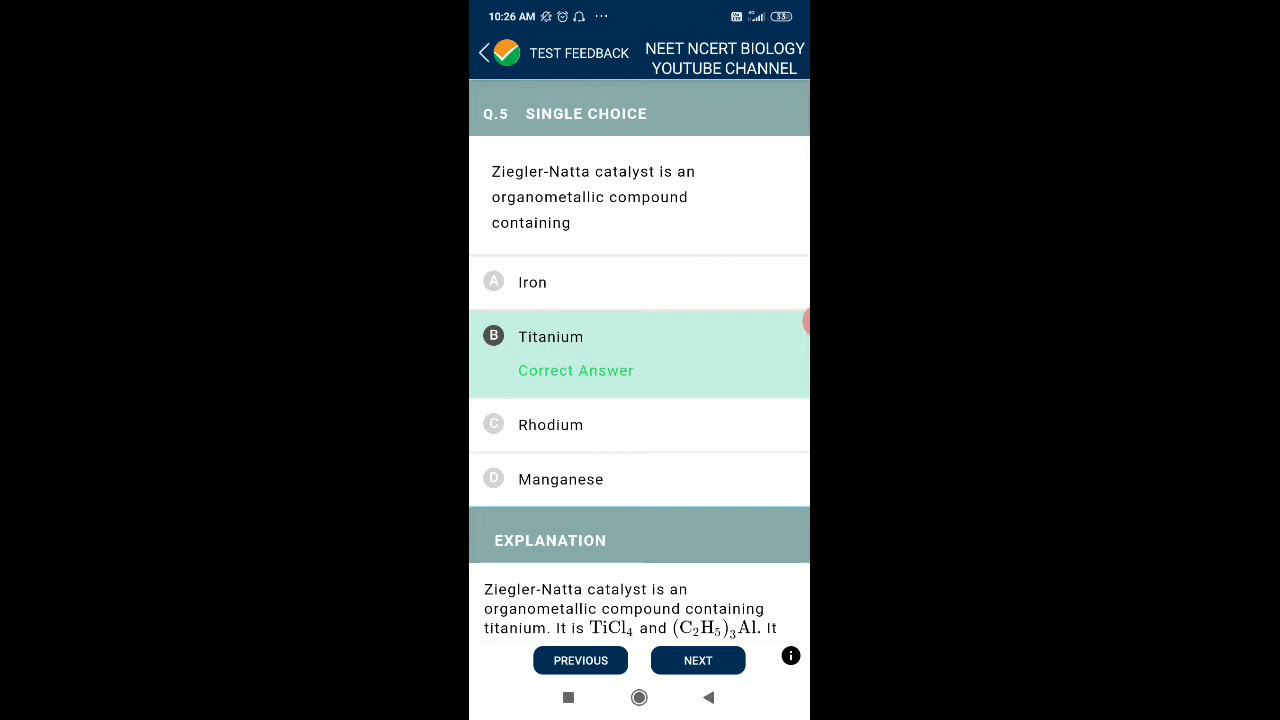 10:26 AM ... 33
TEST FEEDBACK
NEET NCERT BIOLOGY
YOUTUBE CHANNEL
Q.5 SINGLE CHOICE
Ziegler-Natta catalyst is an
organometallic compound
containing
A Iron
B Titanium
Correct Answer
C Rhodium
D Manganese
EXPLANATION
Ziegler-Natta catalyst is an
organometallic compound containing
titanium. It is TiCl₄ and (C₂H₅)₃Al. It
PREVIOUS NEXT